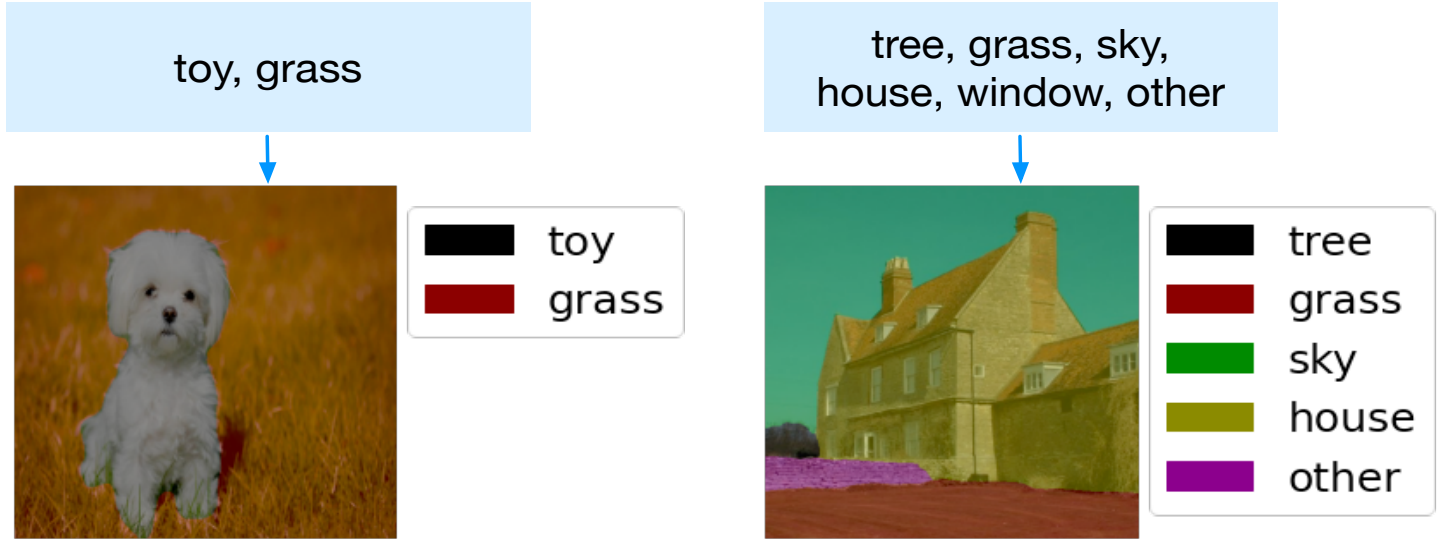 toy, grass
tree, grass, sky,
house, window, other
toy
grass
tree
grass
sky
house
other